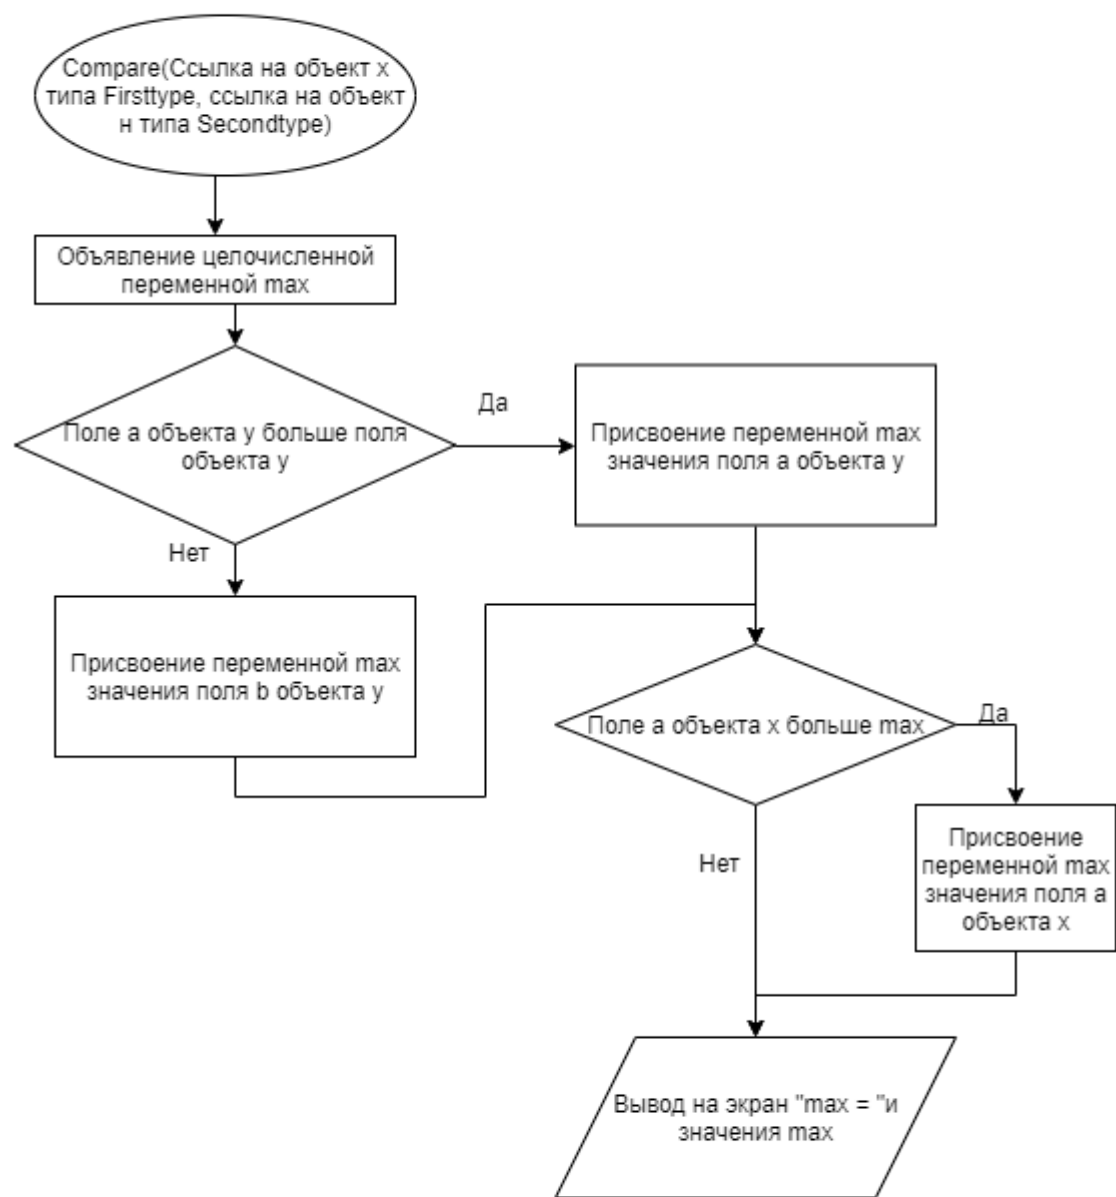 Compare(Ссылка на объект x
типа Firsttype, ссылка на объект
н типа Secondtype)
Объявление целочисленной
переменной max
Поле a объекта y больше поля
объекта y
Да
Присвоение переменной max
значения поля a объекта y
Нет
Присвоение переменной max
значения поля b объекта y
Поле a объекта x больше max
Да
Нет
Присвоение
переменной max
значения поля a
объекта x
Вывод на экран "max = "и
значения max